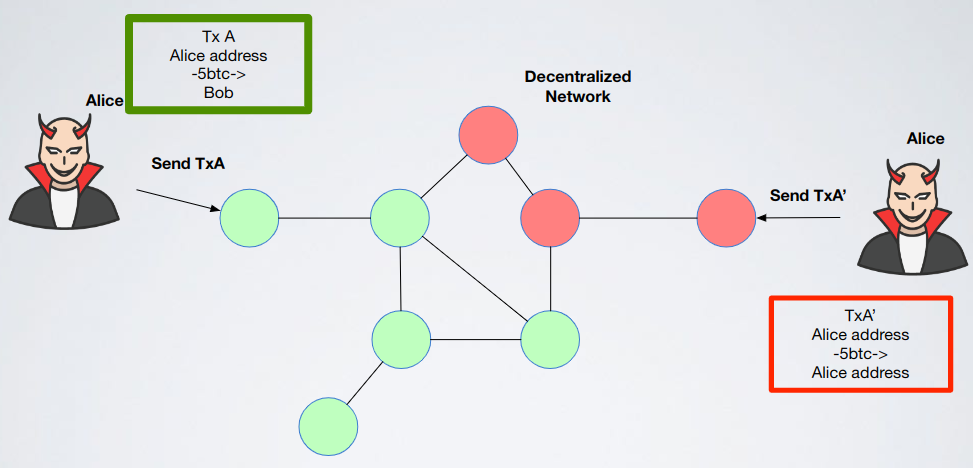 Tx A
Alice address
-5btc->
Bob
Alice
Send TxA
Decentralized
Network
Alice
Send TxA’
TxA’
Alice address
-5btc->
Alice address